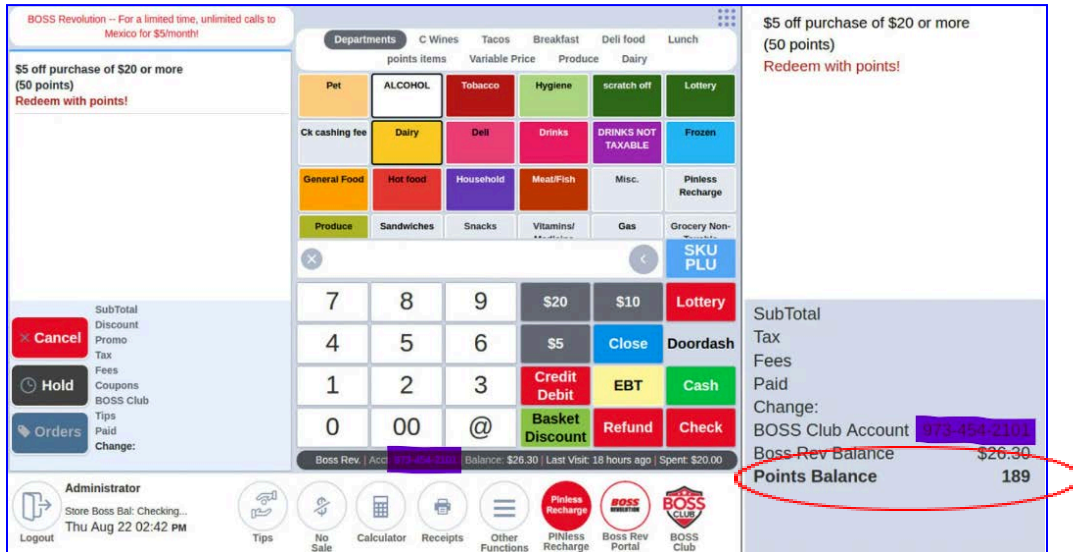 BOSS Revolution -- For a limited time, unlimited calls to
Mexico for $5/month!
$5 off purchase of $20 or more
(50 points)
Redeem with points!
SubTotal
Discount
Promo
Tax
Fees
Coupons
BOSS Club
Tips
Paid
Change:
Cancel
Hold
Orders
Departments C Wines Tacos Breakfast Deli food Lunch
points items Variable Price Produce Dairy
Pet ALCOHOL Tobacco Hygiene scratch off Lottery
Ck cashing fee Dairy Deli Drinks DRINKS NOT
TAXABLE Frozen
General Food Hot food Household Meat/Fish Misc. Pinless
Recharge
Produce Sandwiches Snacks Vitamins/ Gas Grocery Non-
SKU
PLU
7 8 9 $20 $10 Lottery
4 5 6 $5 Close Doordash
1 2 3 Credit
Debit EBT Cash
0 00 @ Basket
Discount Refund Check
Boss Rev. | Acct Balance: $26.30 | Last Visit: 18 hours ago | Spent: $20.00
Logout
Administrator
Store Boss Bal: Checking...
Thu Aug 22 02:42 PM
Tips
No
Sale
Calculator
Receipts
Other
Functions
Pinless
Recharge
PINless
Recharge
BOSS
REVOLUTION
Boss Rev
Portal
BOSS
CLUB
BOSS
Club
$5 off purchase of $20 or more
(50 points)
Redeem with points!
SubTotal
Tax
Fees
Paid
Change:
BOSS Club Account
Boss Rev Balance $26.30
Points Balance 189